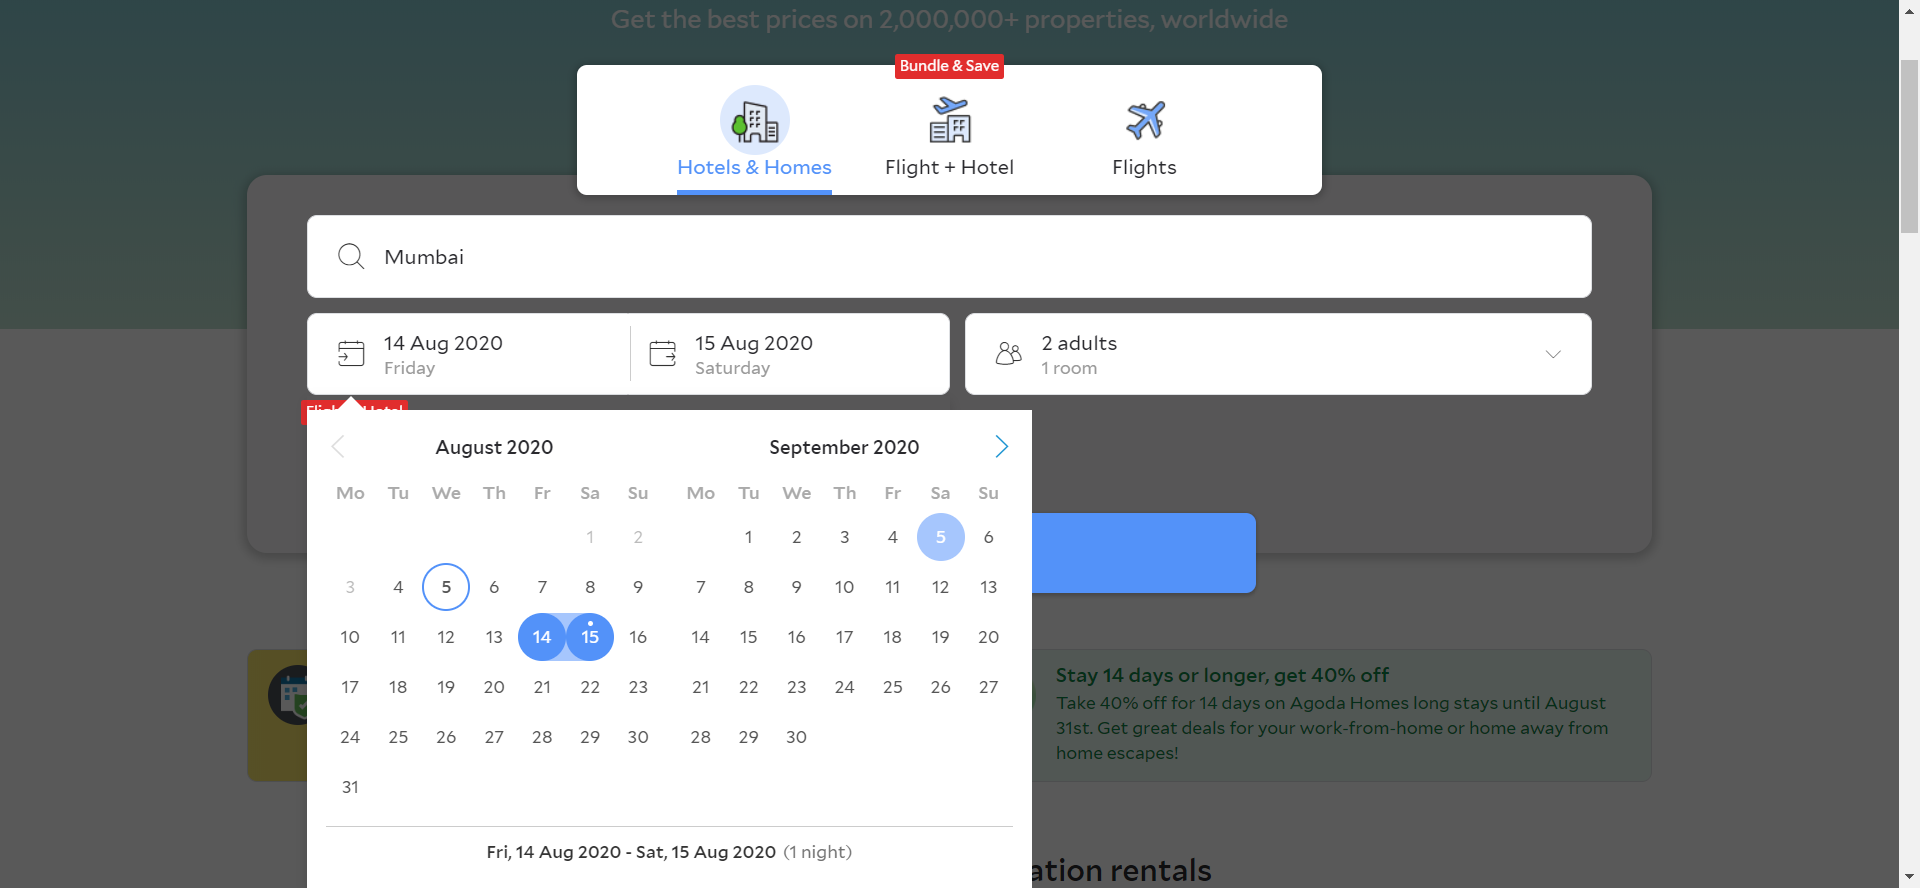 Get the best prices on 2,000,000+ properties, worldwide
Bundle & Save
Hotels & Homes
Flight + Hotel
Flights
Mumbai
14 Aug 2020
Friday
15 Aug 2020
Saturday
2 adults
1 room
August 2020
Mo Tu We Th Fr Sa Su
1 2
3 4 5 6 7 8 9
10 11 12 13 14 15 16
17 18 19 20 21 22 23
24 25 26 27 28 29 30
31
September 2020
Mo Tu We Th Fr Sa Su
1 2 3 4 5 6
7 8 9 10 11 12 13
14 15 16 17 18 19 20
21 22 23 24 25 26 27
28 29 30
Fri, 14 Aug 2020 - Sat, 15 Aug 2020 (1 night)
Stay 14 days or longer, get 40% off
Take 40% off for 14 days on Agoda Homes long stays until August
31st. Get great deals for your work-from-home or home away from
home escapes!
rentals